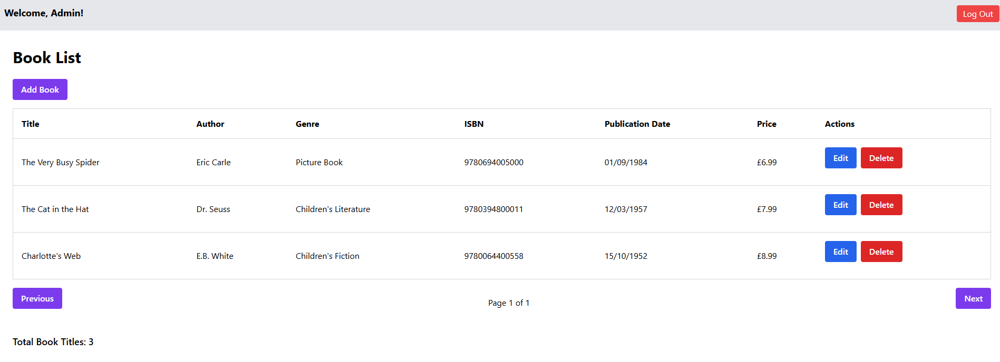 Welcome, Admin! Log Out
Book List
Add Book
Title Author Genre ISBN Publication Date Price Actions
The Very Busy Spider Eric Carle Picture Book 9780694005000 01/09/1984 £6.99 Edit Delete
The Cat in the Hat Dr. Seuss Children's Literature 9780394800011 12/03/1957 £7.99 Edit Delete
Charlotte's Web E.B. White Children's Fiction 9780064400558 15/10/1952 £8.99 Edit Delete
Previous Page 1 of 1 Next
Total Book Titles: 3